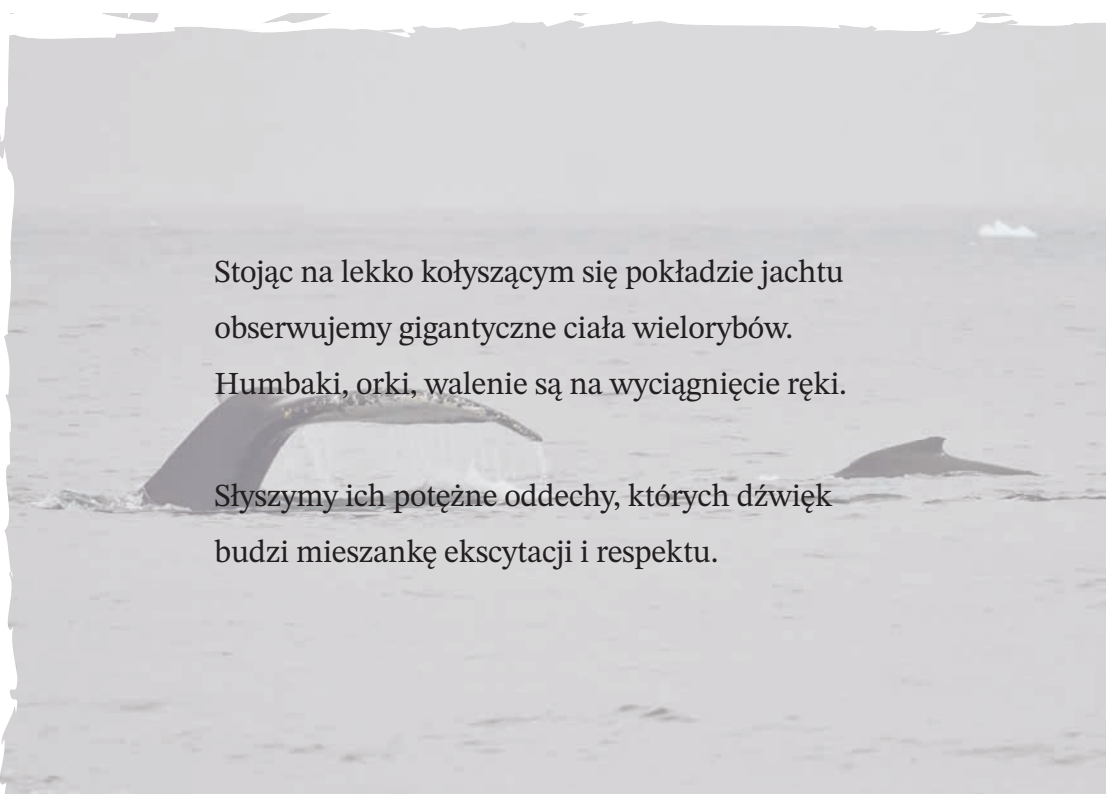 Stojąc na lekko kołyszącym się pokładzie jachtu
obserwujemy gigantyczne ciała wielorybów.
Humbaki, orki, walenie są na wyciągnięcie ręki.
Słyszymy ich potężne oddechy, których dźwięk
budzi mieszankę ekscytacji i respektu.